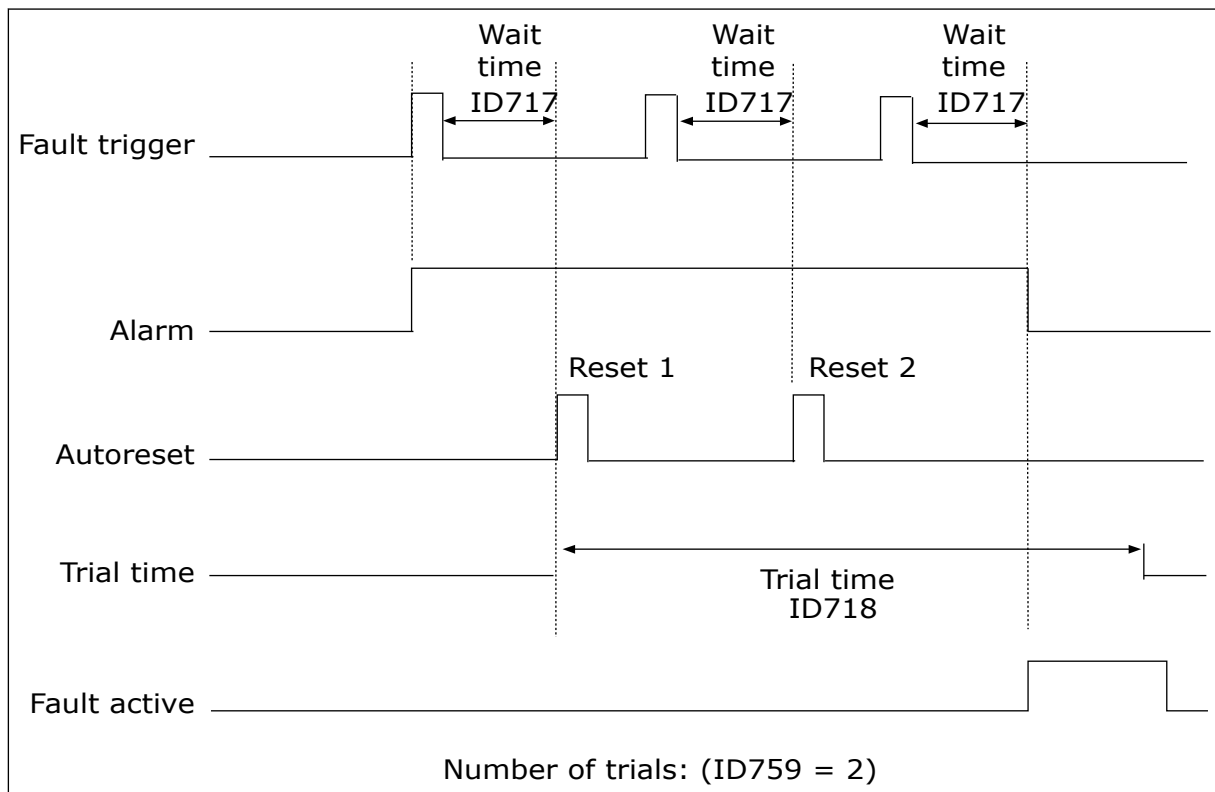 Wait
time
ID717
Wait
time
ID717
Wait
time
ID717
Fault trigger
Alarm
Reset 1
Reset 2
Autoreset
Trial time
Trial time
ID718
Fault active
Number of trials: (ID759 = 2)